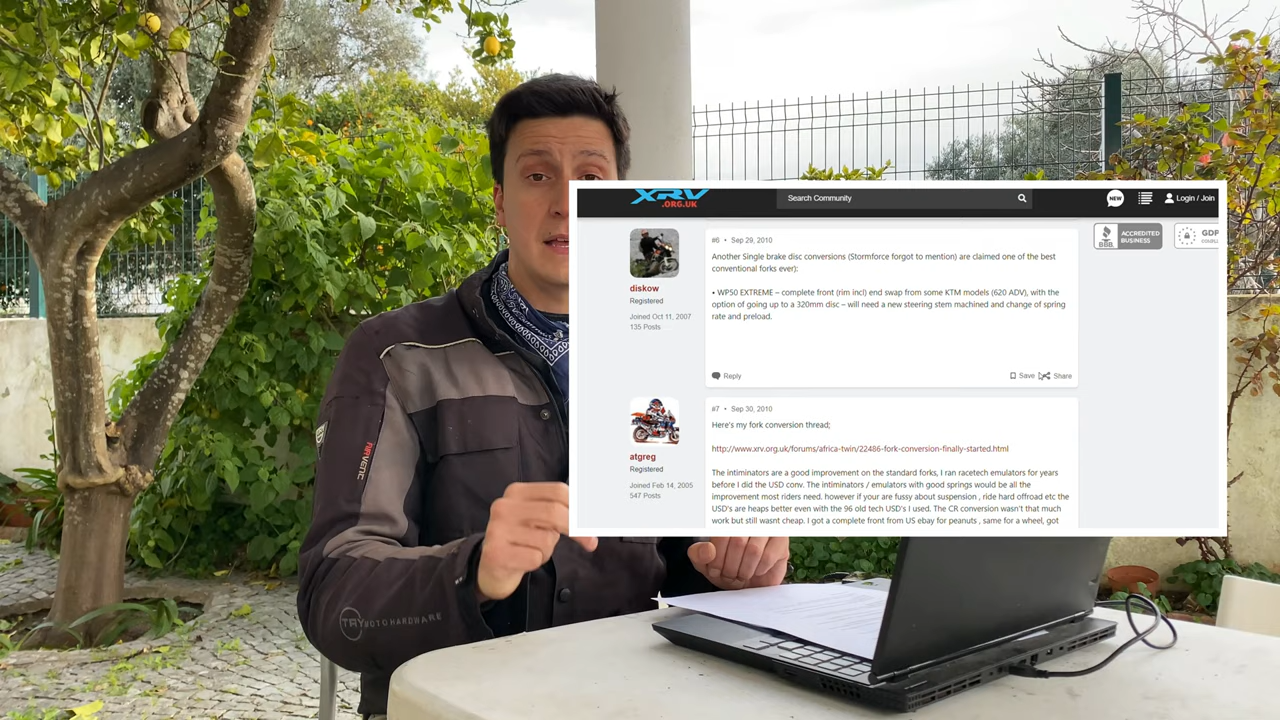 XRV
.ORG.UK
Search Community
NEW
Login / Join
#6 • Sep 29, 2010
diskow
Registered
Joined Oct 11, 2007
135 Posts
Another Single brake disc conversions (Stormforce forgot to mention) are claimed one of the best
conventional forks ever):
• WP50 EXTREME – complete front (rim incl) end swap from some KTM models (620 ADV), with the
option of going up to a 320mm disc – will need a new steering stem machined and change of spring
rate and preload.
Reply
Save
Share
BBB
ACCREDITED
BUSINESS
GDP
#7 • Sep 30, 2010
atgreg
Registered
Joined Feb 14, 2005
547 Posts
Here's my fork conversion thread;
http://www.xrv.org.uk/forums/africa-twin/22486-fork-conversion-finally-started.html
The intiminators are a good improvement on the standard forks, I ran racetech emulators for years
before I did the USD conv. The intiminators / emulators with good springs would be all the
improvement most riders need. however if your are fussy about suspension , ride hard offroad etc the
USD's are heaps better even with the 96 old tech USD's I used. The CR conversion wasn't that much
work but still wasnt cheap. I got a complete front from US ebay for peanuts , same for a wheel, got
AIRVENT
TRY MOTOHARDWARE